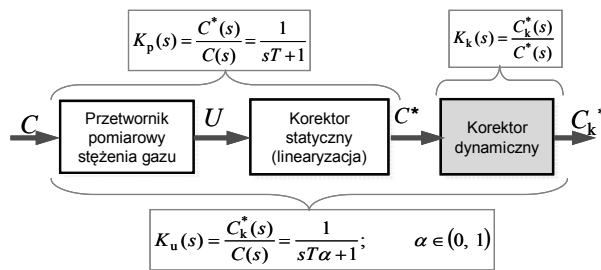 K_p(s) = C*(s)/C(s) = 1/(sT+1)
K_k(s) = C_k*(s)/C*(s)
C
Przetwornik
pomiarowy
stężenia gazu
U
Korektor
statyczny
(linearyzacja)
C*
Korektor
dynamiczny
C_k*
K_u(s) = C_k*(s)/C(s) = 1/(sTα+1); α ∈ (0, 1)